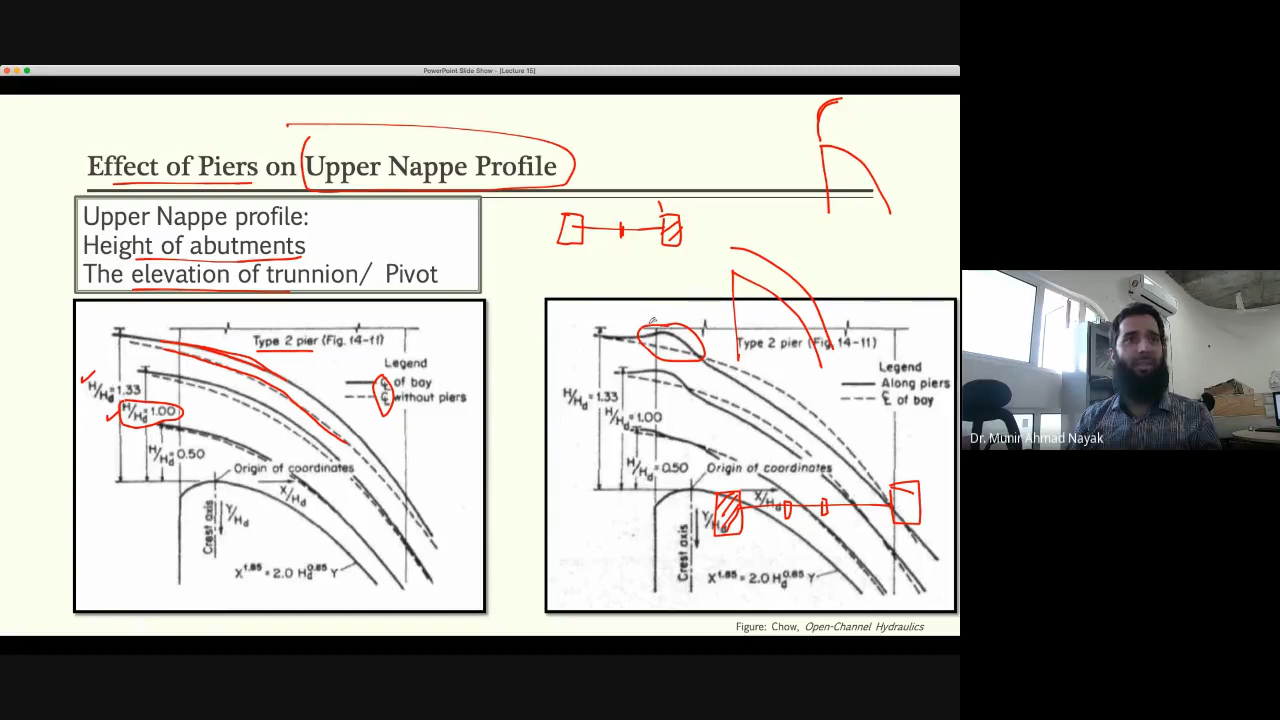 PowerPoint Slide Show - [Lecture 15]
Effect of Piers on Upper Nappe Profile
Upper Nappe profile:
Height of abutments
The elevation of trunnion/ Pivot
Type 2 pier (Fig. 14-11)
Legend
℄ of bay
℄ without piers
H/Hd=1.33
H/Hd=1.00
H/Hd=0.50
Origin of coordinates
X/Hd
Y/Hd
Crest axis
X^1.85 = 2.0 Hd^0.85 Y
Type 2 pier (Fig. 14-11)
Legend
Along piers
℄ of bay
H/Hd=1.33
H/Hd=1.00
H/Hd=0.50
Origin of coordinates
X/Hd
Y/Hd
Crest axis
X^1.85 = 2.0 Hd^0.85 Y
Figure: Chow, Open-Channel Hydraulics
Dr. Munir Ahmad Nayak